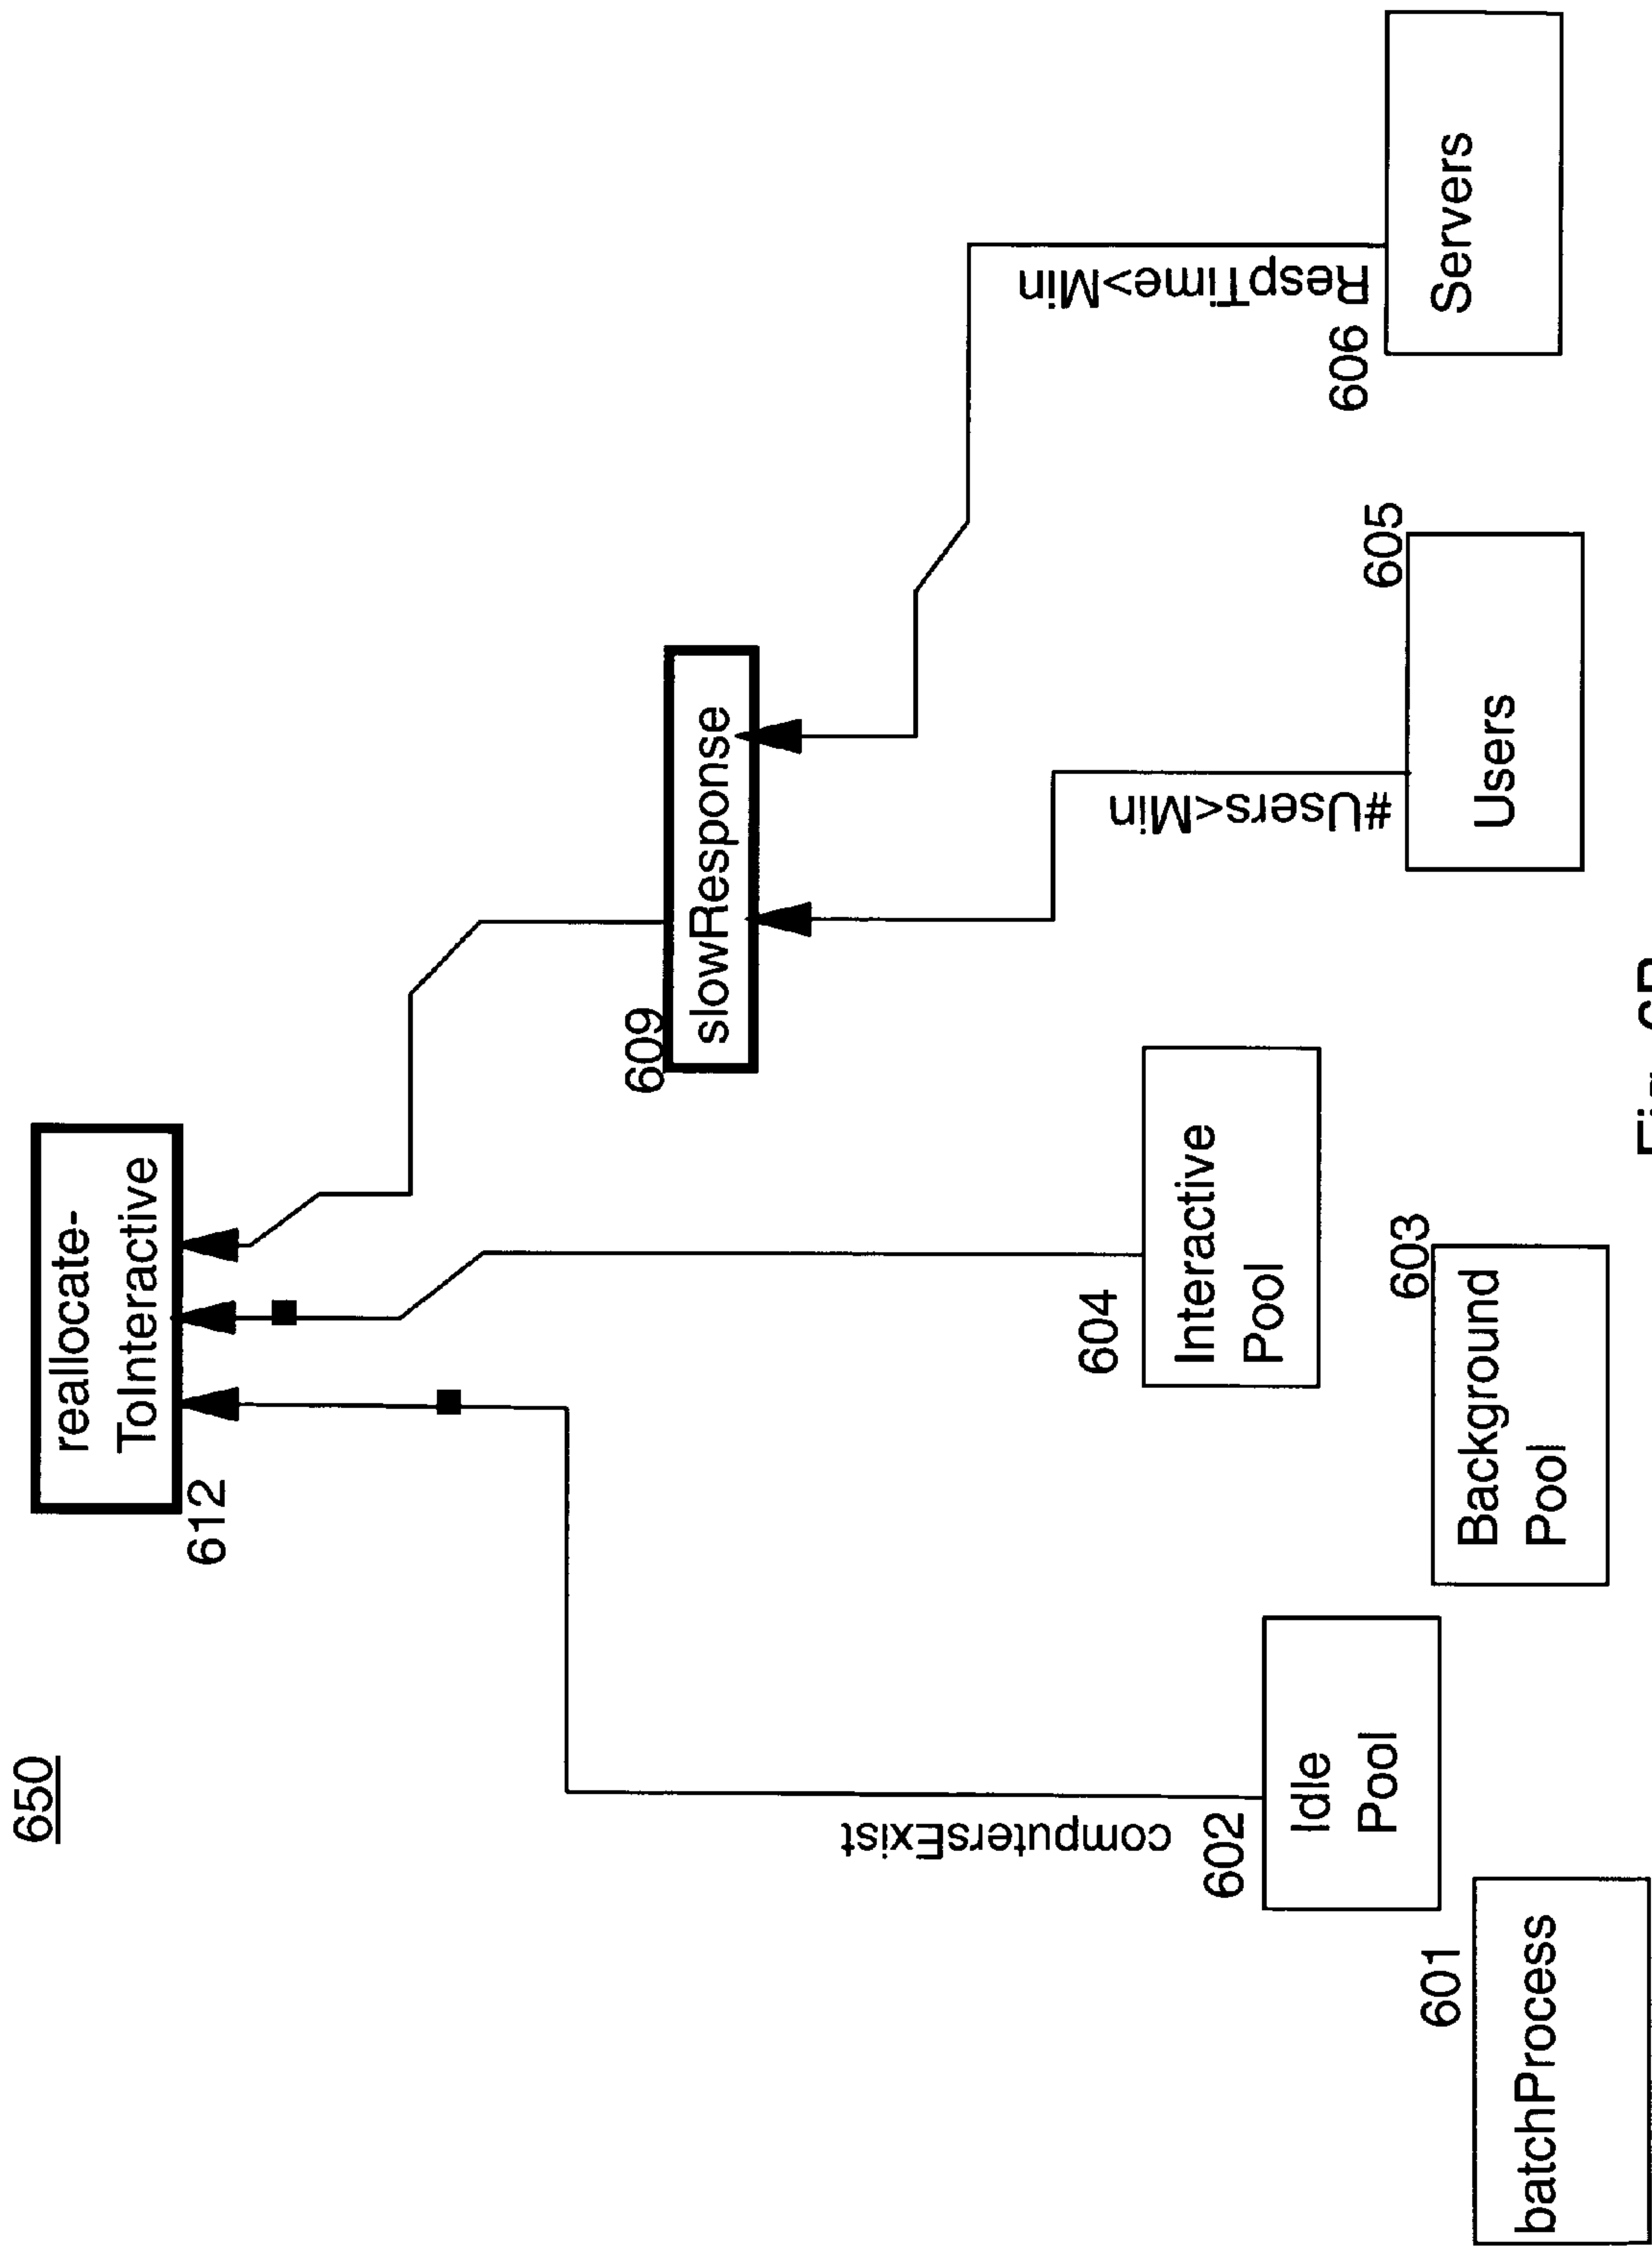 650
reallocate-
ToInteractive
612
609
slowResponse
computersExist
#Users<Min
RespTime>Min
602
Idle
Pool
604
Interactive
Pool
601
batchProcess
603
Background
Pool
605
Users
606
Servers